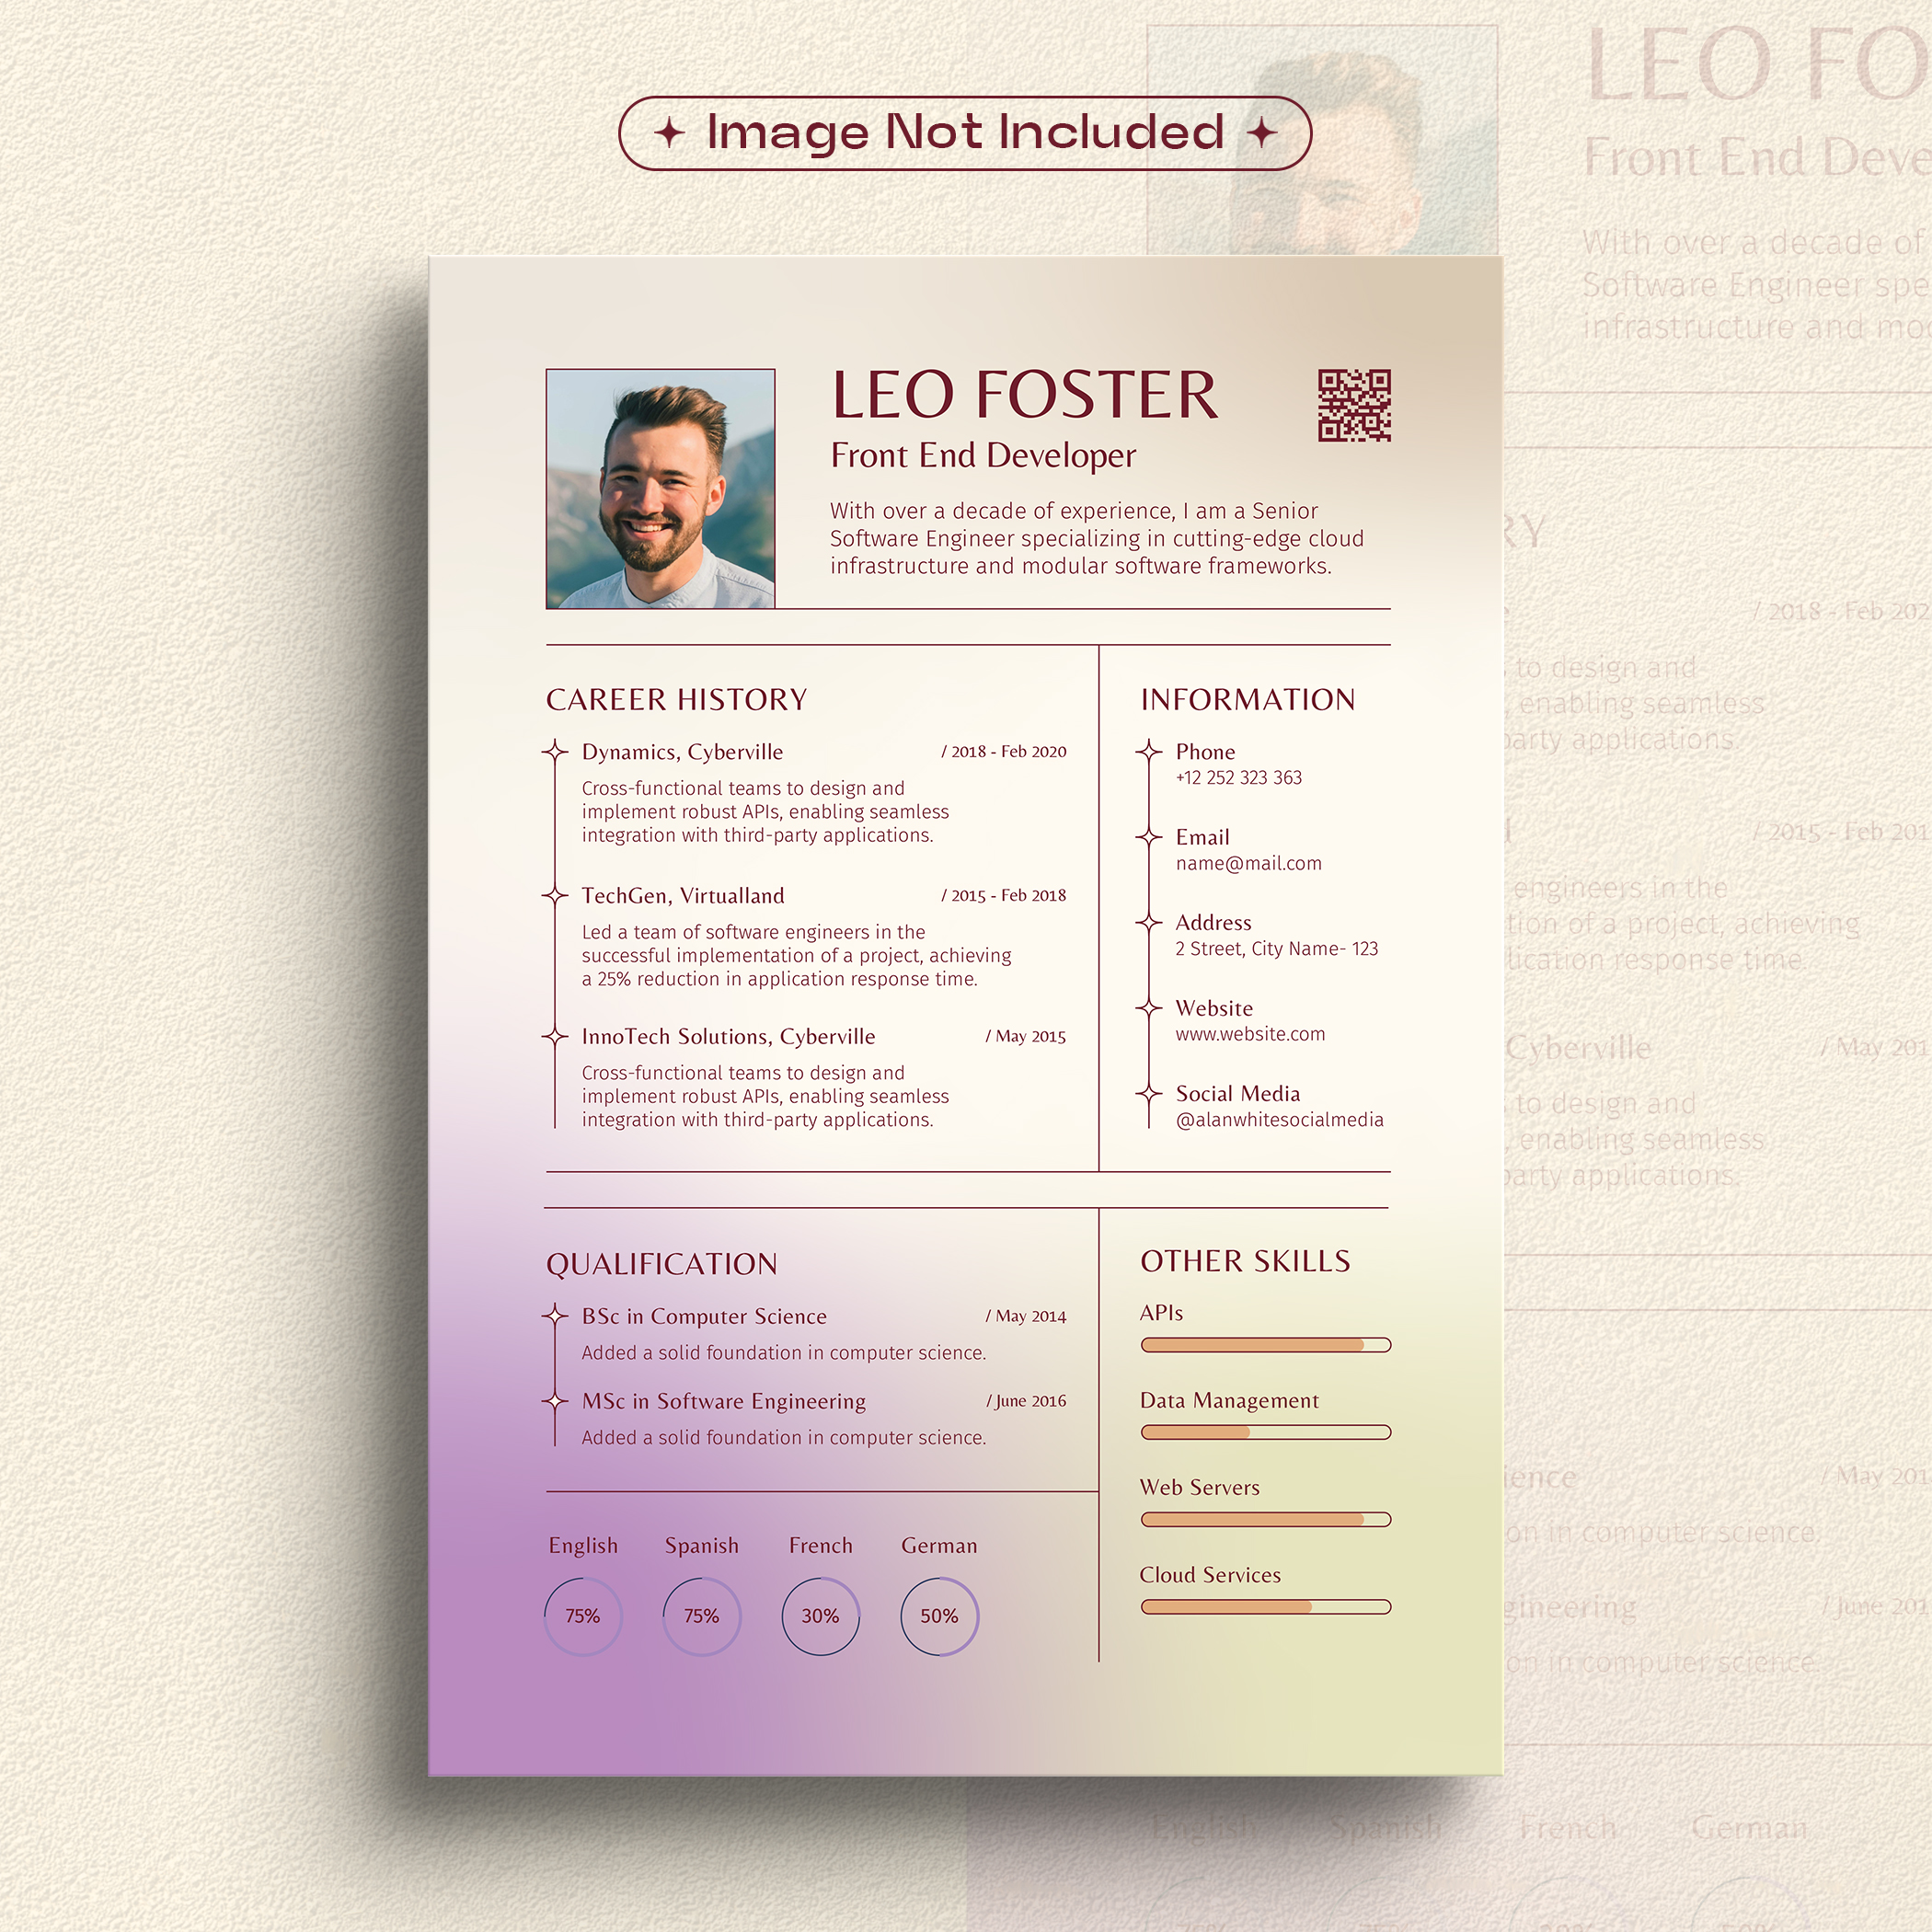 Image Not Included
LEO FO
Front End Deve
With over a decade of
Software Engineer spe
infrastructure and mo
LEO FOSTER
Front End Developer
With over a decade of experience, I am a Senior
Software Engineer specializing in cutting-edge cloud
infrastructure and modular software frameworks.
CAREER HISTORY
Dynamics, Cyberville / 2018 - Feb 2020
Cross-functional teams to design and
implement robust APIs, enabling seamless
integration with third-party applications.
TechGen, Virtualland / 2015 - Feb 2018
Led a team of software engineers in the
successful implementation of a project, achieving
a 25% reduction in application response time.
InnoTech Solutions, Cyberville / May 2015
Cross-functional teams to design and
implement robust APIs, enabling seamless
integration with third-party applications.
INFORMATION
Phone
+12 252 323 363
Email
name@mail.com
Address
2 Street, City Name- 123
Website
www.website.com
Social Media
@alanwhitesocialmedia
QUALIFICATION
BSc in Computer Science / May 2014
Added a solid foundation in computer science.
MSc in Software Engineering / June 2016
Added a solid foundation in computer science.
English Spanish French German
75% 75% 30% 50%
OTHER SKILLS
APIs
Data Management
Web Servers
Cloud Services
RY
/ 2018 - Feb 202
to design and
enabling seamless
party applications.
/ 2015 - Feb 201
engineers in the
tion of a project, achieving
lication response time.
Cyberville / May 201
to design and
enabling seamless
party applications.
ience / May 201
on in computer science.
gineering / June 201
on in computer science.
English Spanish French German